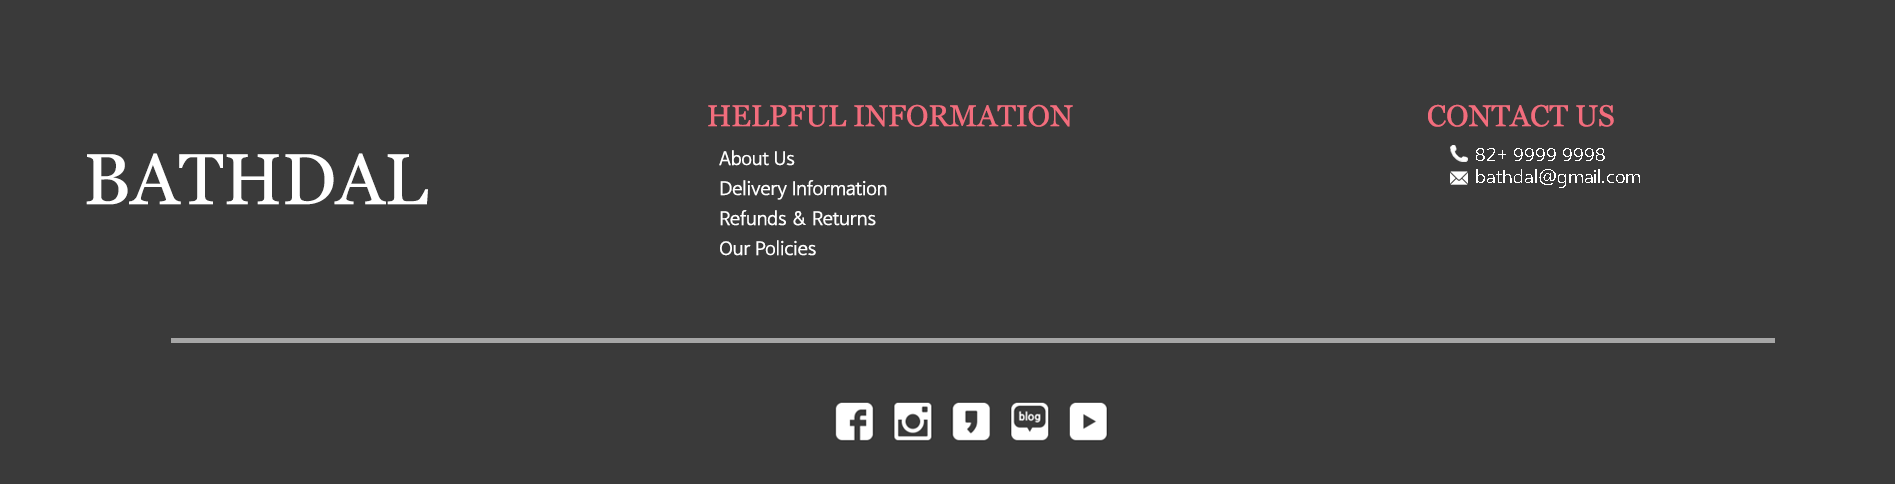 BATHDAL
HELPFUL INFORMATION
About Us
Delivery Information
Refunds & Returns
Our Policies
CONTACT US
82+ 9999 9998
bathdal@gmail.com
blog